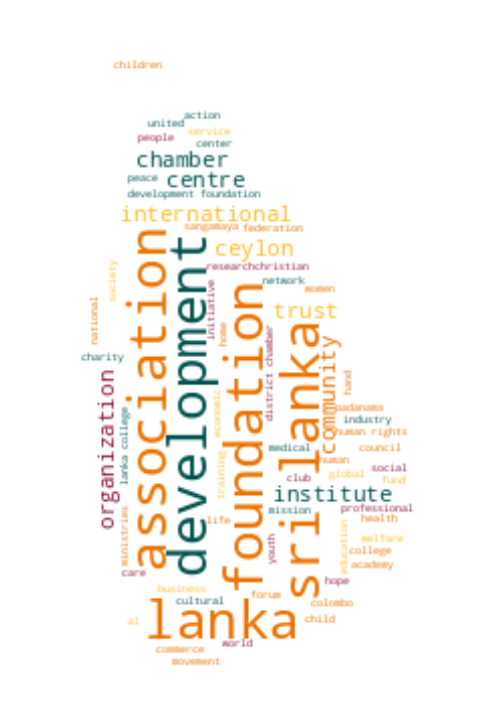 children
action
united
service
people
center
chamber
peace
centre
development foundation
international
sangamaya
federation
association
development
ceylon
society
researchchristian
network
initiative
women
foundation
national
trust
home
sri lanka
district chamber
community
charity
organization
hand
economic
padanama
lanka college
industry
human rights
medical
council
training
human
social
club
global
fund
institute
ministries
mission
professional
life
health
education
youth
welfare
college
academy
care
hope
business
cultural
forum
colombo
lanka
al
child
world
commerce
movement